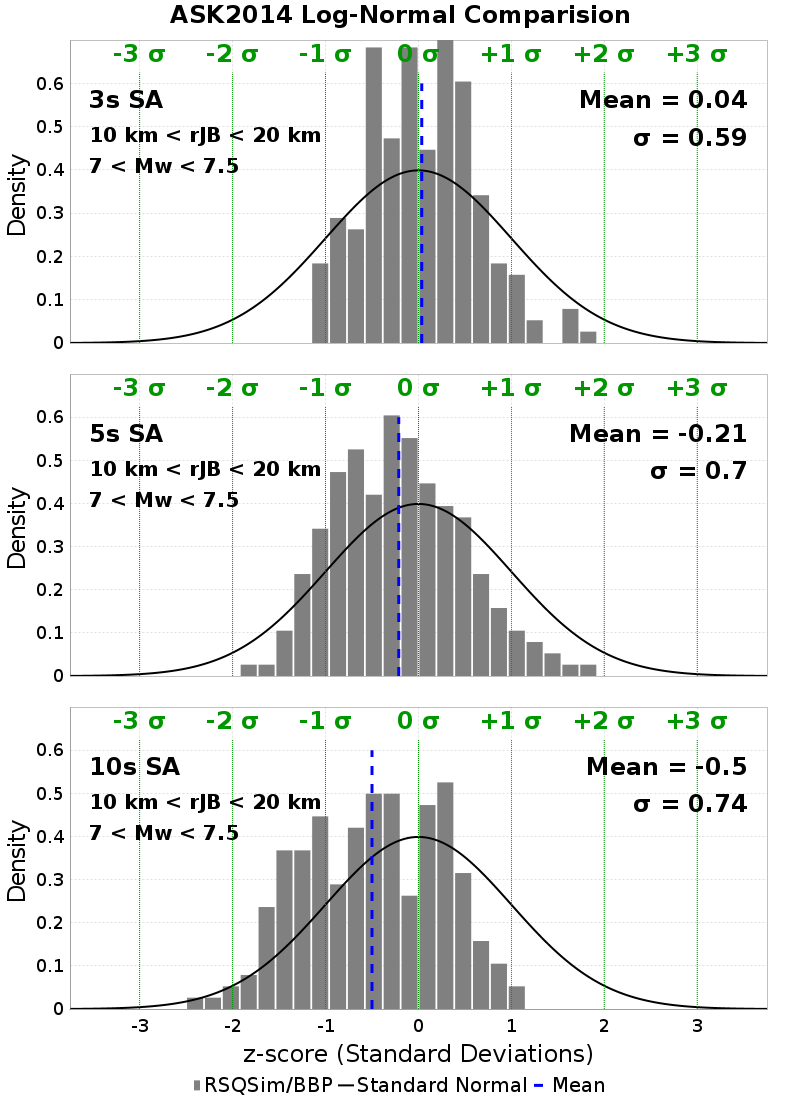 ASK2014 Log-Normal Comparision
-3 σ -2 σ -1 σ 0 σ +1 σ +2 σ +3 σ
0.6
3s SA Mean = 0.04
0.5
10 km < rJB < 20 km σ = 0.59
7 < Mw < 7.5
0.4
0.3
0.2
0.1
0
Density
-3 σ -2 σ -1 σ 0 σ +1 σ +2 σ +3 σ
0.6
5s SA Mean = -0.21
0.5
10 km < rJB < 20 km σ = 0.7
7 < Mw < 7.5
0.4
0.3
0.2
0.1
0
Density
-3 σ -2 σ -1 σ 0 σ +1 σ +2 σ +3 σ
0.6
10s SA Mean = -0.5
0.5
10 km < rJB < 20 km σ = 0.74
7 < Mw < 7.5
0.4
0.3
0.2
0.1
0
Density
-3 -2 -1 0 1 2 3
z-score (Standard Deviations)
RSQSim/BBP Standard Normal Mean